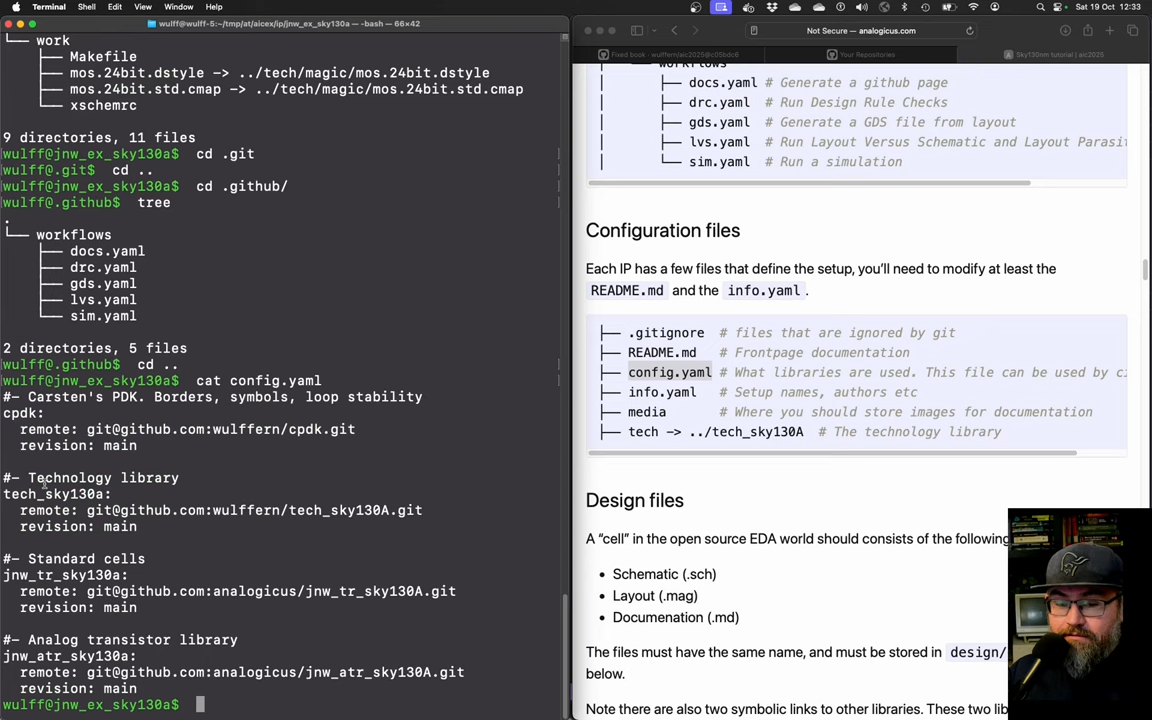 Terminal Shell Edit View Window Help
Sat 19 Oct 12:33
wulff@wulff-5:~/tmp/at/aicex/ip/jnw_ex_sky130a — -bash — 66×42
├── work
├── Makefile
├── mos.24bit.dstyle -> ../tech/magic/mos.24bit.dstyle
├── mos.24bit.std.cmap -> ../tech/magic/mos.24bit.std.cmap
└── xschemrc
9 directories, 11 files
wulff@jnw_ex_sky130a$ cd .git
wulff@.git$ cd ..
wulff@jnw_ex_sky130a$ cd .github/
wulff@.github$ tree
.
└── workflows
├── docs.yaml
├── drc.yaml
├── gds.yaml
├── lvs.yaml
└── sim.yaml
2 directories, 5 files
wulff@.github$ cd ..
wulff@jnw_ex_sky130a$ cat config.yaml
#- Carsten's PDK. Borders, symbols, loop stability
cpdk:
remote: git@github.com:wulffern/cpdk.git
revision: main
#- Technology library
tech_sky130a:
remote: git@github.com:wulffern/tech_sky130A.git
revision: main
#- Standard cells
jnw_tr_sky130a:
remote: git@github.com:analogicus/jnw_tr_sky130A.git
revision: main
#- Analog transistor library
jnw_atr_sky130a:
remote: git@github.com:analogicus/jnw_atr_sky130A.git
revision: main
wulff@jnw_ex_sky130a$
Not Secure — analogicus.com
Fixed book · wulffern/aic2025@c05bdc6
Your Repositories
Sky130nm tutorial | aic2025
workflows
├── docs.yaml # Generate a github page
├── drc.yaml # Run Design Rule Checks
├── gds.yaml # Generate a GDS file from layout
├── lvs.yaml # Run Layout Versus Schematic and Layout Parasit
└── sim.yaml # Run a simulation
Configuration files
Each IP has a few files that define the setup, you'll need to modify at least the
README.md and the info.yaml .
├── .gitignore # files that are ignored by git
├── README.md # Frontpage documentation
├── config.yaml # What libraries are used. This file can be used by ci
├── info.yaml # Setup names, authors etc
├── media # Where you should store images for documentation
├── tech -> ../tech_sky130A # The technology library
Design files
A "cell" in the open source EDA world should consists of the following
• Schematic (.sch)
• Layout (.mag)
• Documenation (.md)
The files must have the same name, and must be stored in design/
below.
Note there are also two symbolic links to other libraries. These two lib